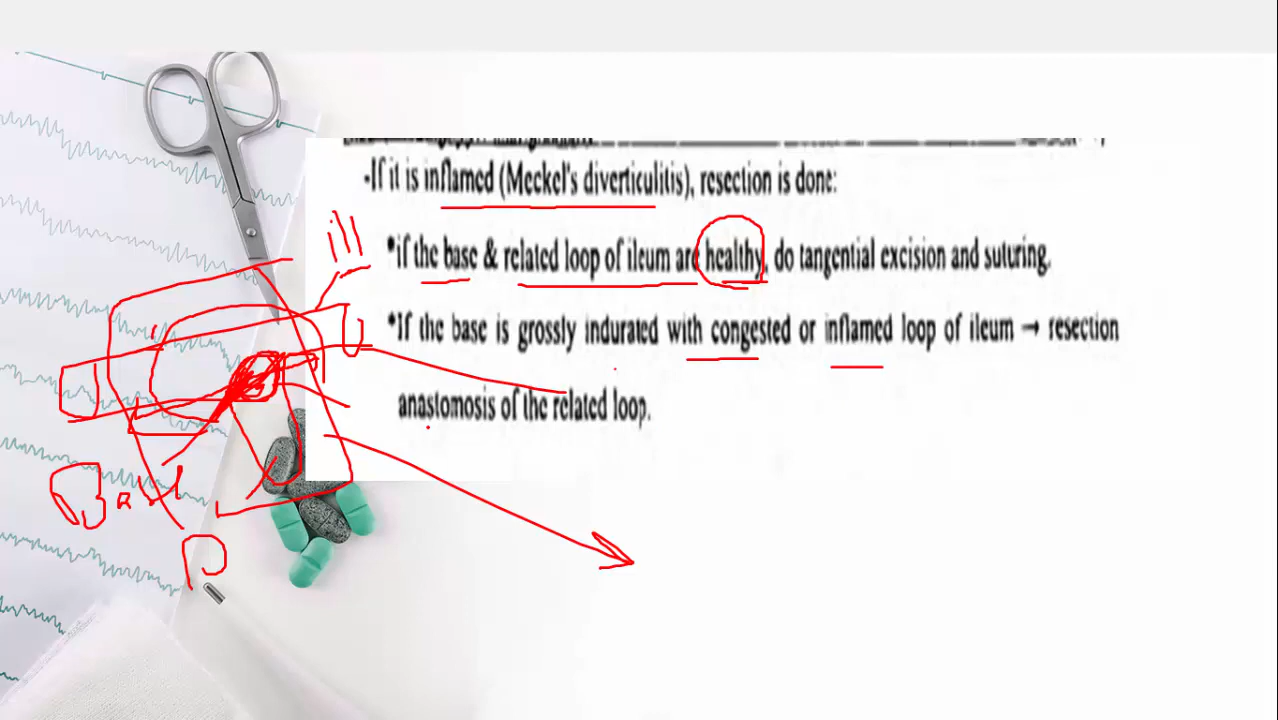 -If it is inflamed (Meckel's diverticulitis), resection is done:
*if the base & related loop of ileum are healthy, do tangential excision and suturing.
*If the base is grossly indurated with congested or inflamed loop of ileum → resection
anastomosis of the related loop.